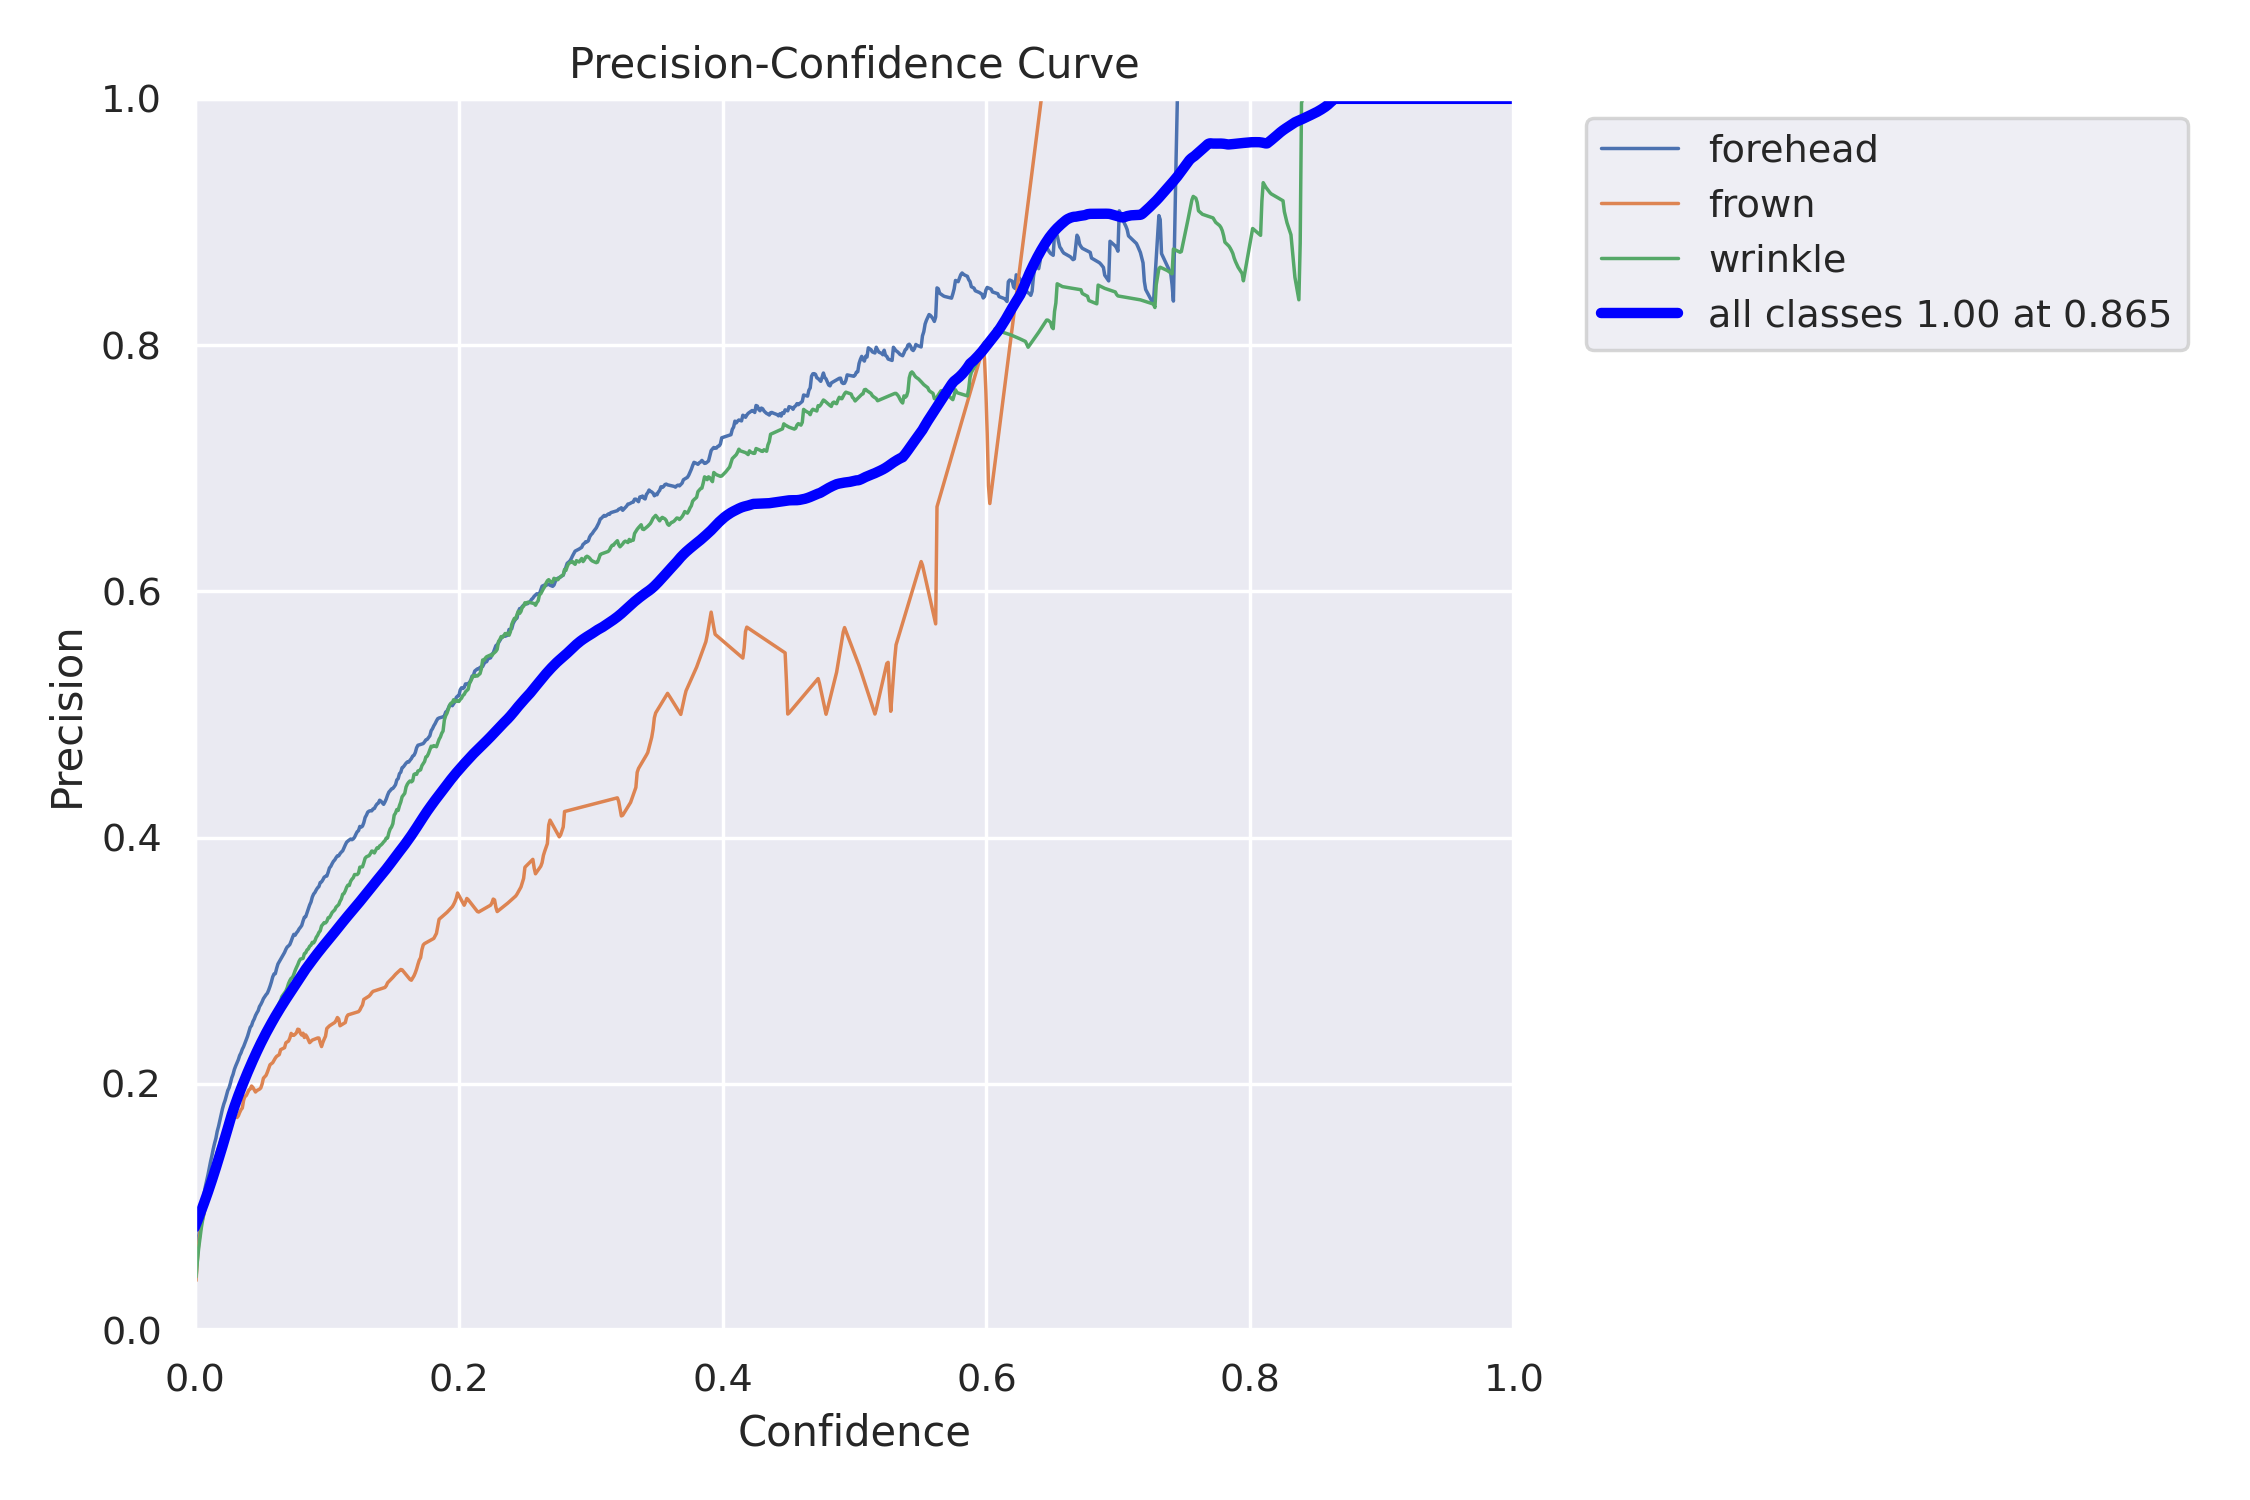 Precision-Confidence Curve
1.0
0.8
0.6
0.4
0.2
0.0
Precision
0.0 0.2 0.4 0.6 0.8 1.0
Confidence
forehead
frown
wrinkle
all classes 1.00 at 0.865